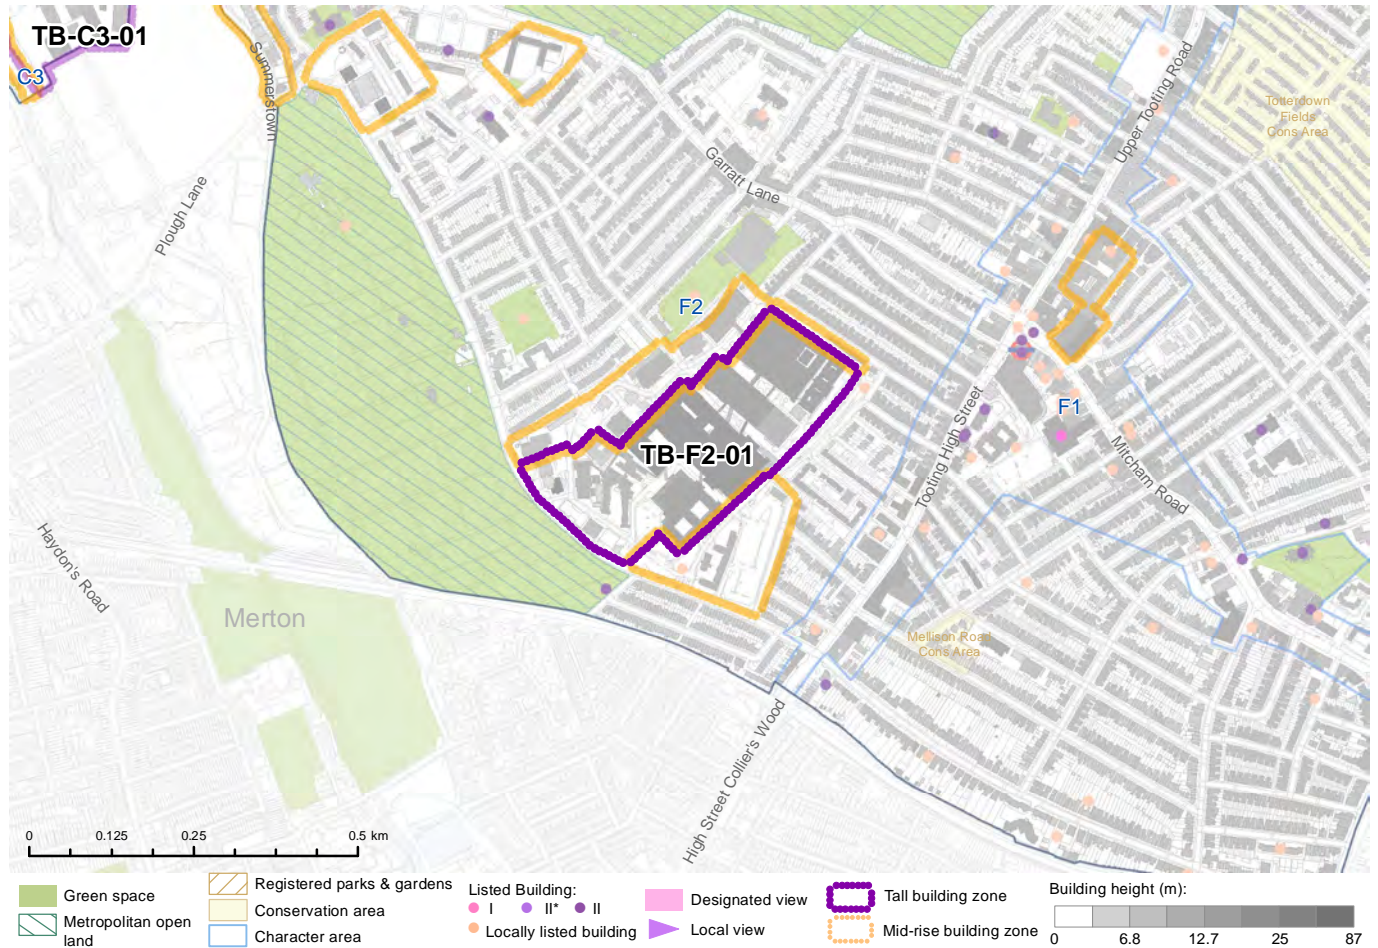 TB-C3-01
C3
Summerstown
Plough Lane
Garratt Lane
Upper Tooting Road
Totterdown
Fields
Cons Area
F2
TB-F2-01
F1
Tooting High Street
Mitcham Road
Haydon's Road
Merton
Mellison Road
Cons Area
High Street Collier's Wood
0 0.125 0.25 0.5 km
Green space
Metropolitan open
land
Registered parks & gardens
Conservation area
Character area
Listed Building:
I II* II
Locally listed building
Designated view
Local view
Tall building zone
Mid-rise building zone
Building height (m):
0 6.8 12.7 25 87